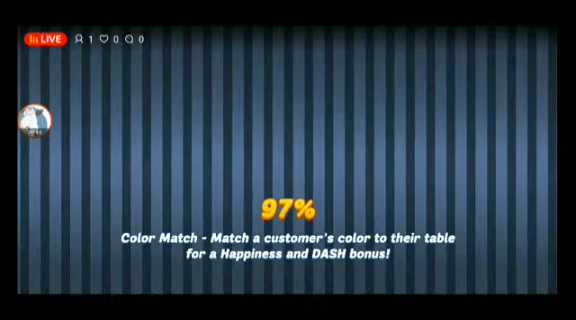 LIVE 1 0 0
97%
Color Match - Match a customer's color to their table
for a Happiness and DASH bonus!